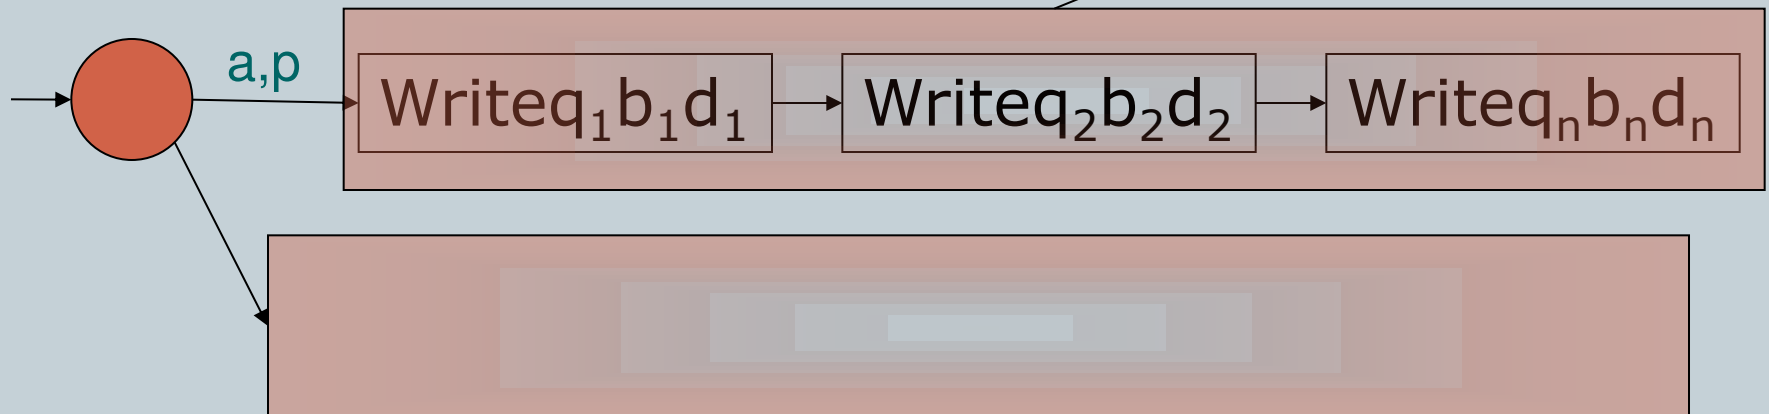 a,p
Writeq₁b₁d₁
Writeq₂b₂d₂
Writeqₙbₙdₙ